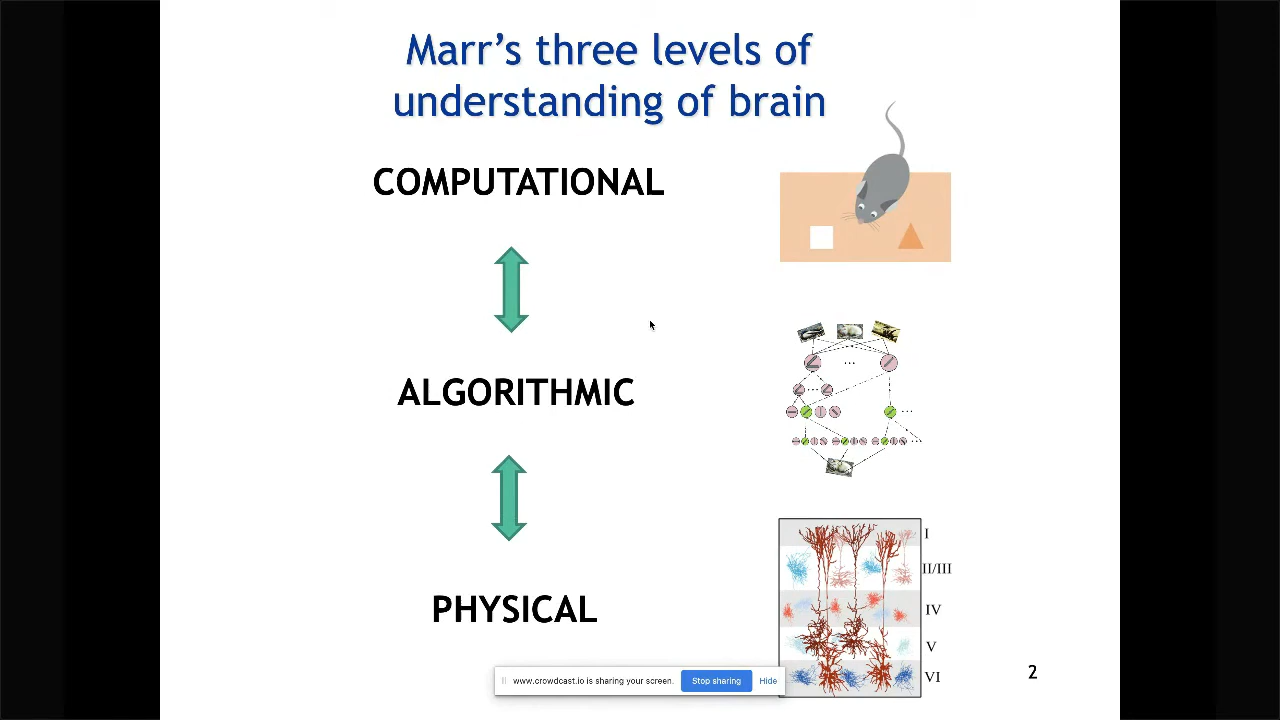 Marr's three levels of
understanding of brain
COMPUTATIONAL
ALGORITHMIC
PHYSICAL
I
II/III
IV
V
VI
www.crowdcast.io is sharing your screen.
Stop sharing
Hide
2